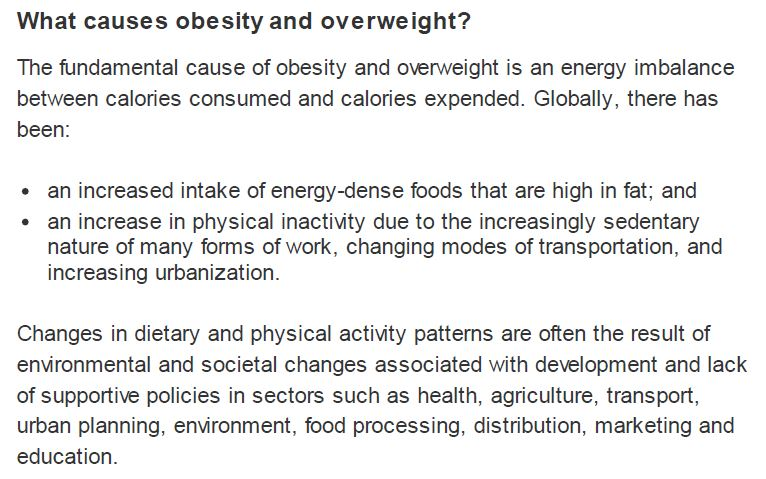 What causes obesity and overweight?
The fundamental cause of obesity and overweight is an energy imbalance
between calories consumed and calories expended. Globally, there has
been:
• an increased intake of energy-dense foods that are high in fat; and
• an increase in physical inactivity due to the increasingly sedentary
nature of many forms of work, changing modes of transportation, and
increasing urbanization.
Changes in dietary and physical activity patterns are often the result of
environmental and societal changes associated with development and lack
of supportive policies in sectors such as health, agriculture, transport,
urban planning, environment, food processing, distribution, marketing and
education.